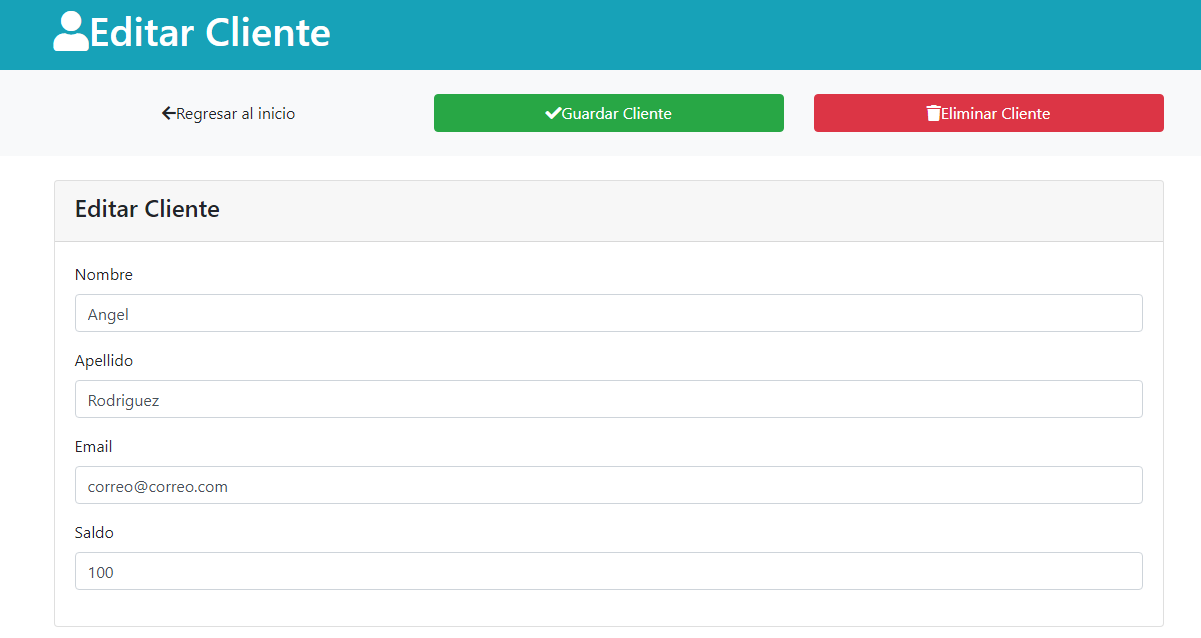 Editar Cliente
Regresar al inicio
Guardar Cliente
Eliminar Cliente
Editar Cliente
Nombre
Angel
Apellido
Rodriguez
Email
correo@correo.com
Saldo
100